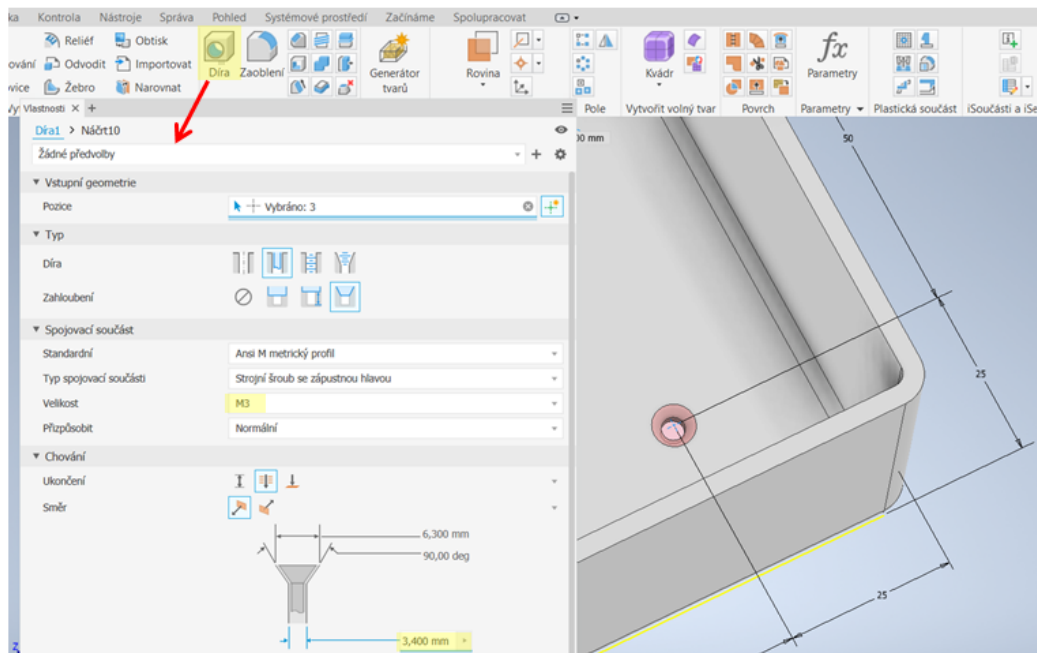 Kontrola Nástroje Správa Pohled Systémové prostředí Začínáme Spolupracovat
Reliéf Obtisk
Odvodit Importovat
Žebro Narovnat
Díra Zaoblení
Generátor
tvarů
Rovina
Kvádr
fx
Parametry
Pole Vytvořit volný tvar Povrch Parametry Plastická součást iSoučásti a iSe
Vlastnosti × +
Díra1 > Náčrt10
Žádné předvolby
Vstupní geometrie
Pozice Vybráno: 3
Typ
Díra
Zahloubení
Spojovací součást
Standardní Ansi M metrický profil
Typ spojovací součásti Strojní šroub se zápustnou hlavou
Velikost M3
Přizpůsobit Normální
Chování
Ukončení
Směr
6,300 mm
90,00 deg
3,400 mm
00 mm
50
25
25
Z